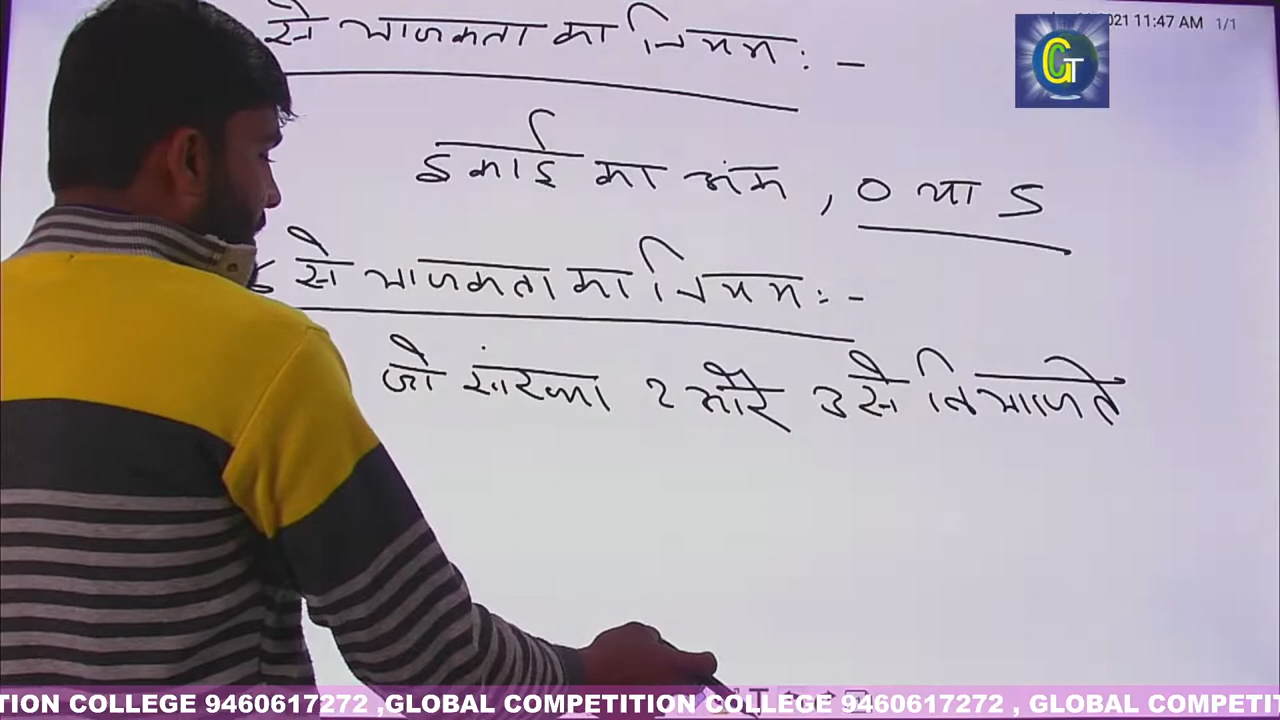 से भाजकता का नियम : -
2021 11:47 AM 1/1
GT
इकाई का अंक , 0 या 5
6 से भाजकता का नियम : -
जो संख्या 2 और 3 से विभाजित
TION COLLEGE 9460617272 ,GLOBAL COMPETITION COLLEGE 9460617272 , GLOBAL COMPETI